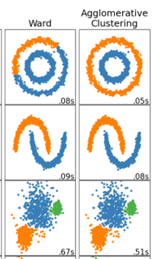 Ward
Agglomerative
Clustering
.08s
.05s
.09s
.08s
.67s
.51s